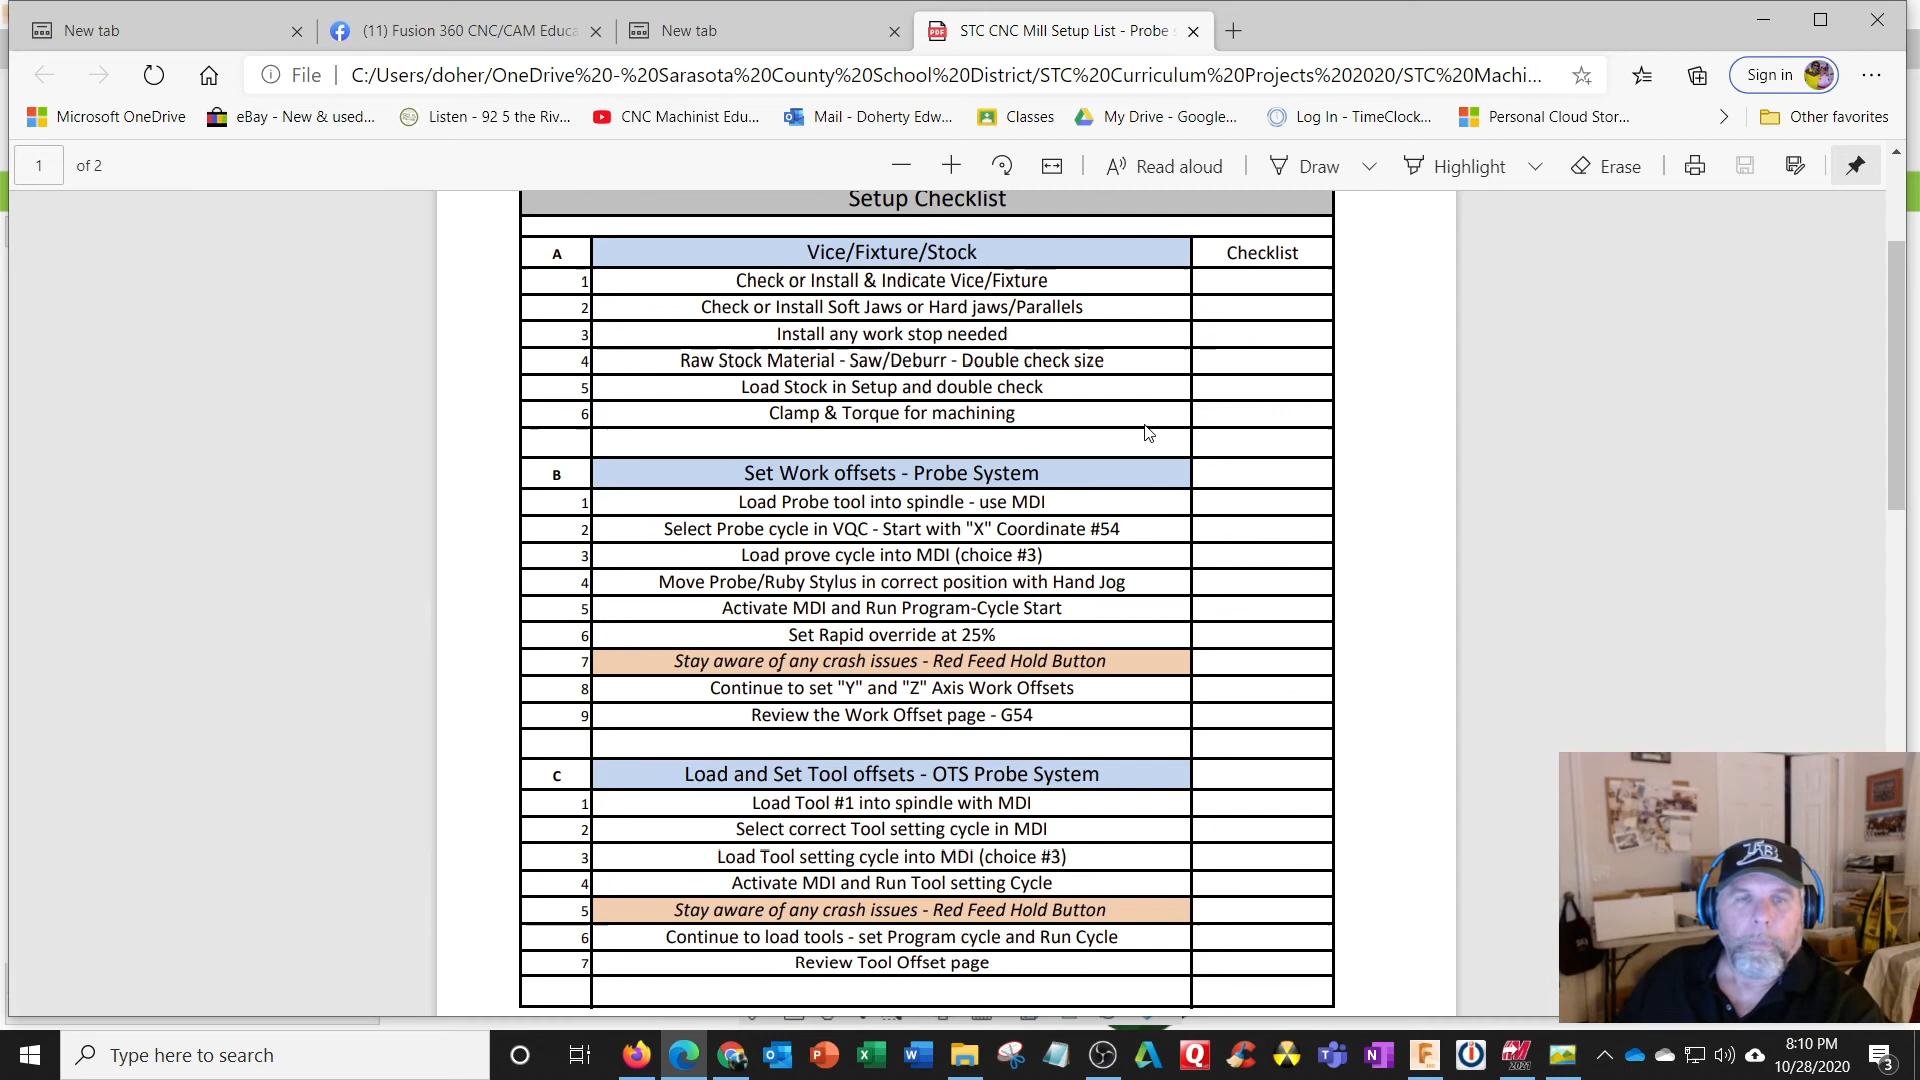 New tab
(11) Fusion 360 CNC/CAM Educa
New tab
STC CNC Mill Setup List - Probe s
File
C:/Users/doher/OneDrive%20-%20Sarasota%20County%20School%20District/STC%20Curriculum%20Projects%202020/STC%20Machi...
Sign in
Microsoft OneDrive
eBay - New & used...
Listen - 92 5 the Riv...
CNC Machinist Edu...
Mail - Doherty Edw...
Classes
My Drive - Google...
Log In - TimeClock...
Personal Cloud Stor...
Other favorites
1 of 2
Read aloud
Draw
Highlight
Erase
Setup Checklist
A Vice/Fixture/Stock Checklist
1 Check or Install & Indicate Vice/Fixture
2 Check or Install Soft Jaws or Hard jaws/Parallels
3 Install any work stop needed
4 Raw Stock Material - Saw/Deburr - Double check size
5 Load Stock in Setup and double check
6 Clamp & Torque for machining
B Set Work offsets - Probe System
1 Load Probe tool into spindle - use MDI
2 Select Probe cycle in VQC - Start with "X" Coordinate #54
3 Load prove cycle into MDI (choice #3)
4 Move Probe/Ruby Stylus in correct position with Hand Jog
5 Activate MDI and Run Program-Cycle Start
6 Set Rapid override at 25%
7 Stay aware of any crash issues - Red Feed Hold Button
8 Continue to set "Y" and "Z" Axis Work Offsets
9 Review the Work Offset page - G54
C Load and Set Tool offsets - OTS Probe System
1 Load Tool #1 into spindle with MDI
2 Select correct Tool setting cycle in MDI
3 Load Tool setting cycle into MDI (choice #3)
4 Activate MDI and Run Tool setting Cycle
5 Stay aware of any crash issues - Red Feed Hold Button
6 Continue to load tools - set Program cycle and Run Cycle
7 Review Tool Offset page
Type here to search
8:10 PM
10/28/2020
3